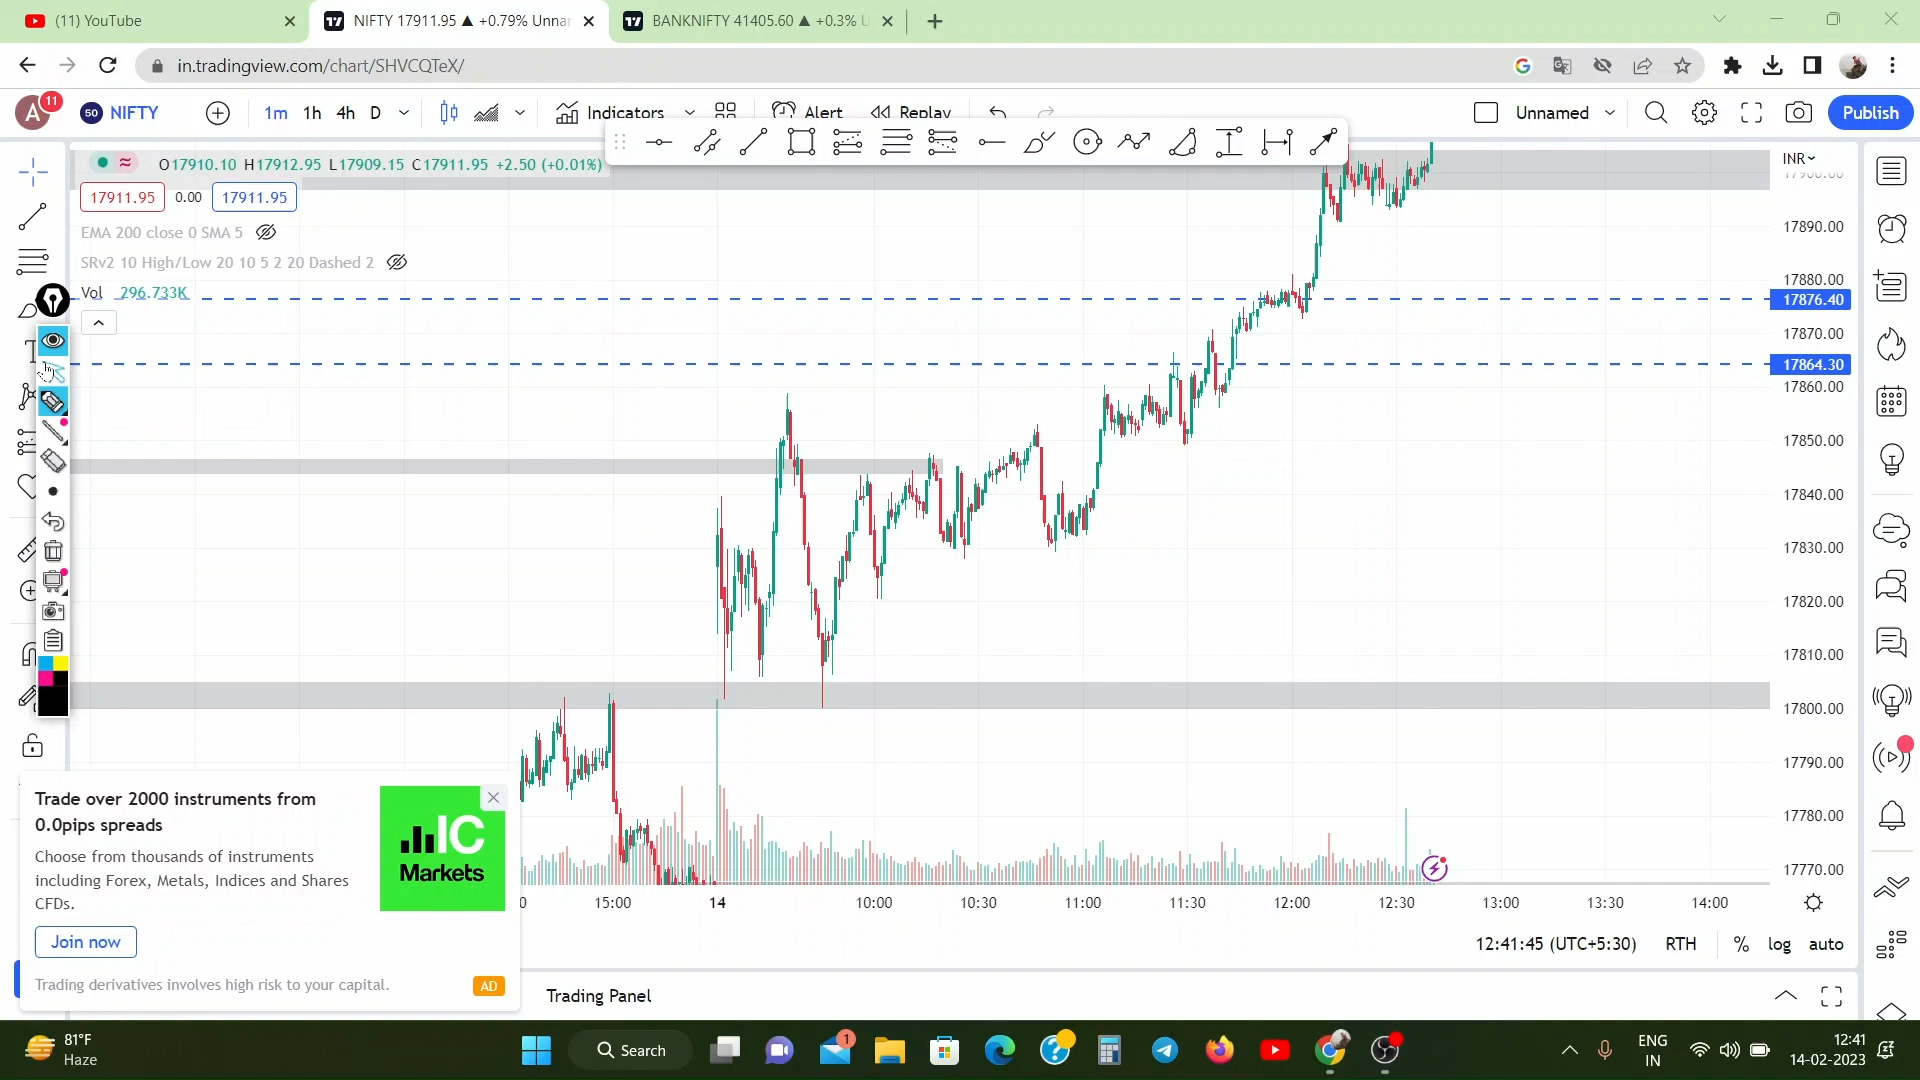 (11) YouTube
NIFTY 17911.95 ▲ +0.79% Unnar
BANKNIFTY 41405.60 ▲ +0.3% U
in.tradingview.com/chart/SHVCQTeX/
A
11
50
NIFTY
1m
1h
4h
D
Indicators
Alert
Replay
Unnamed
Publish
O17910.10 H17912.95 L17909.15 C17911.95 +2.50 (+0.01%)
17911.95
0.00
17911.95
EMA 200 close 0 SMA 5
SRv2 10 High/Low 20 10 5 2 20 Dashed 2
Vol 296.733K
INR
17900.00
17890.00
17880.00
17876.40
17870.00
17864.30
17860.00
17850.00
17840.00
17830.00
17820.00
17810.00
17800.00
17790.00
17780.00
17770.00
Trade over 2000 instruments from
0.0pips spreads
Choose from thousands of instruments
including Forex, Metals, Indices and Shares
CFDs.
IC
Markets
Join now
Trading derivatives involves high risk to your capital.
AD
0
15:00
14
10:00
10:30
11:00
11:30
12:00
12:30
13:00
13:30
14:00
12:41:45 (UTC+5:30)
RTH
%
log
auto
Trading Panel
81°F
Haze
Search
1
ENG
IN
12:41
14-02-2023